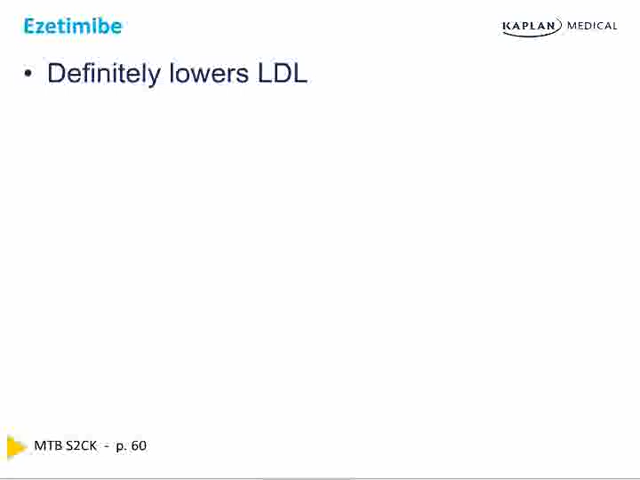 Ezetimibe
KAPLAN MEDICAL
• Definitely lowers LDL
MTB S2CK - p. 60